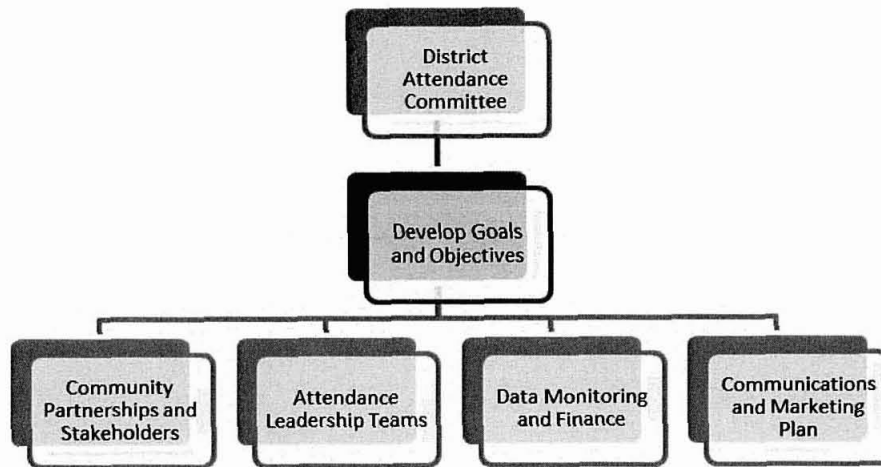 District
Attendance
Committee
Develop Goals
and Objectives
Community
Partnerships and
Stakeholders
Attendance
Leadership Teams
Data Monitoring
and Finance
Communications
and Marketing
Plan